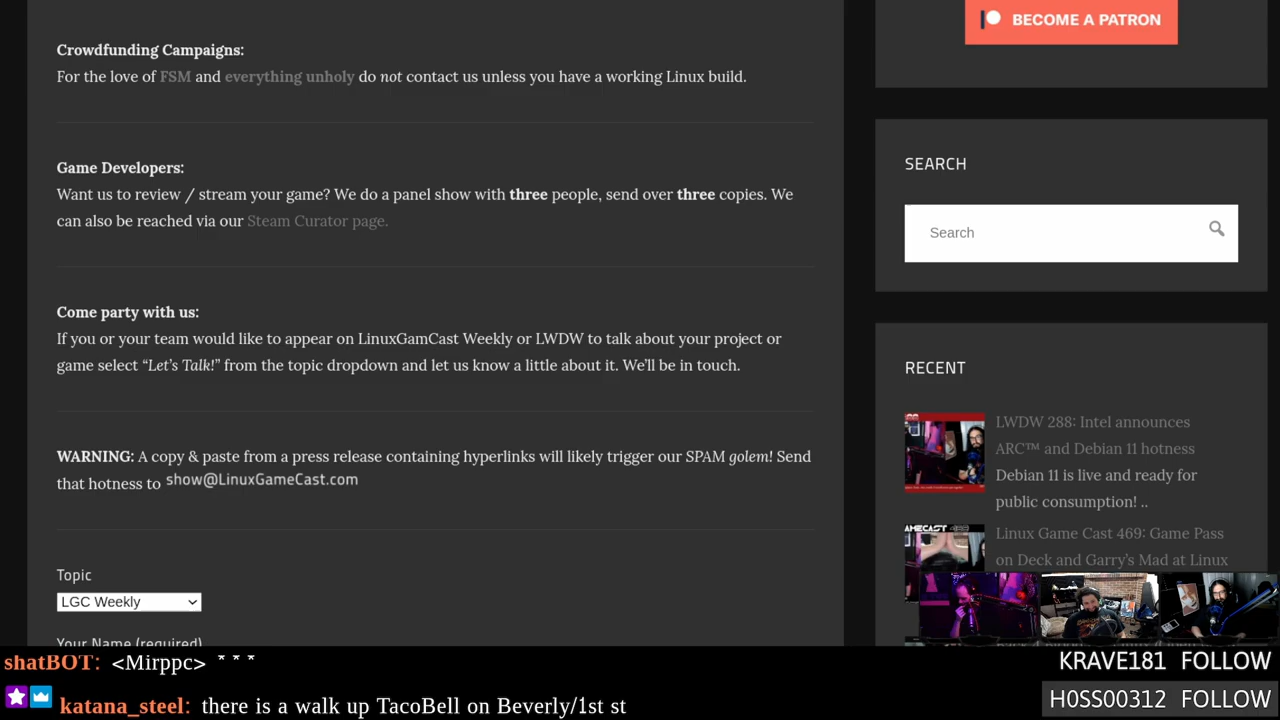 BECOME A PATRON
Crowdfunding Campaigns:
For the love of FSM and everything unholy do not contact us unless you have a working Linux build.
Game Developers:
Want us to review / stream your game? We do a panel show with three people, send over three copies. We
can also be reached via our Steam Curator page.
Come party with us:
If you or your team would like to appear on LinuxGamCast Weekly or LWDW to talk about your project or
game select “Let’s Talk!” from the topic dropdown and let us know a little about it. We’ll be in touch.
WARNING: A copy & paste from a press release containing hyperlinks will likely trigger our SPAM golem! Send
that hotness to show@LinuxGameCast.com
Topic
LGC Weekly
Your Name (required)
SEARCH
Search
RECENT
LWDW 288: Intel announces
ARC™ and Debian 11 hotness
Debian 11 is live and ready for
public consumption! ..
Linux Game Cast 469: Game Pass
on Deck and Garry’s Mad at Linux
shatBOT: <Mirppc> * * *
katana_steel: there is a walk up TacoBell on Beverly/1st st
KRAVE181 FOLLOW
H0SS00312 FOLLOW